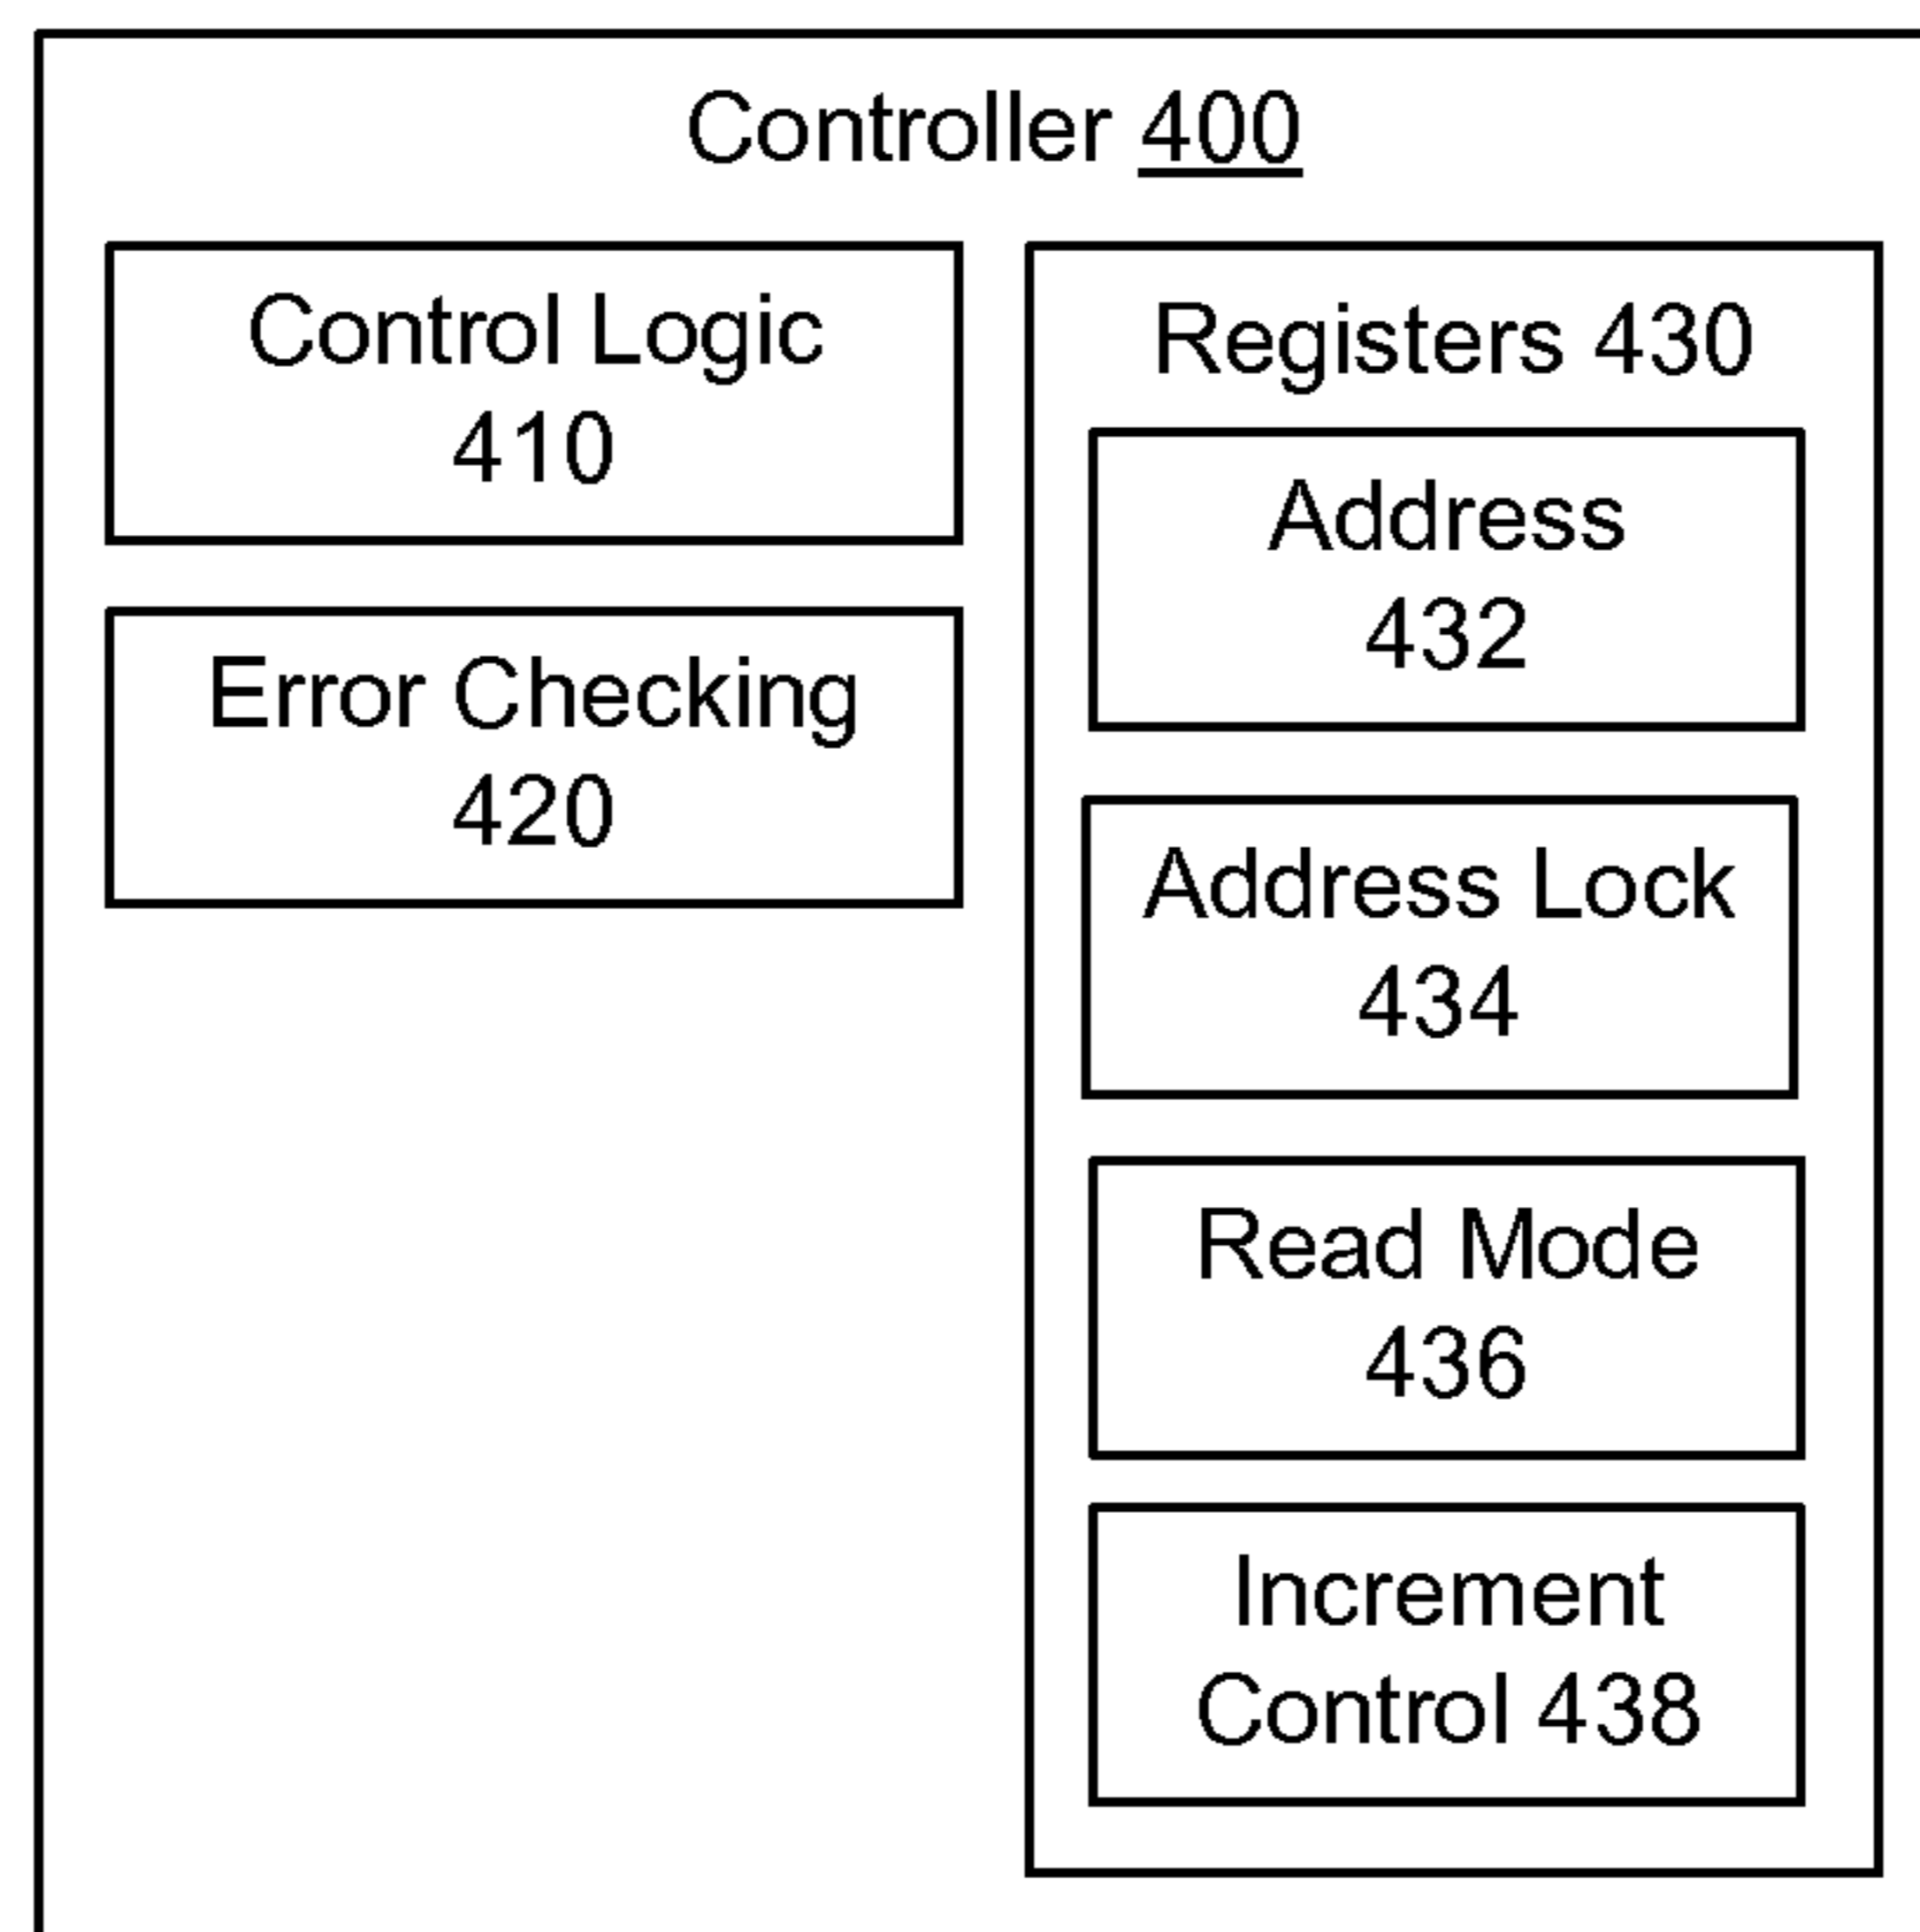 Controller 400
Control Logic
410
Error Checking
420
Registers 430
Address
432
Address Lock
434
Read Mode
436
Increment
Control 438